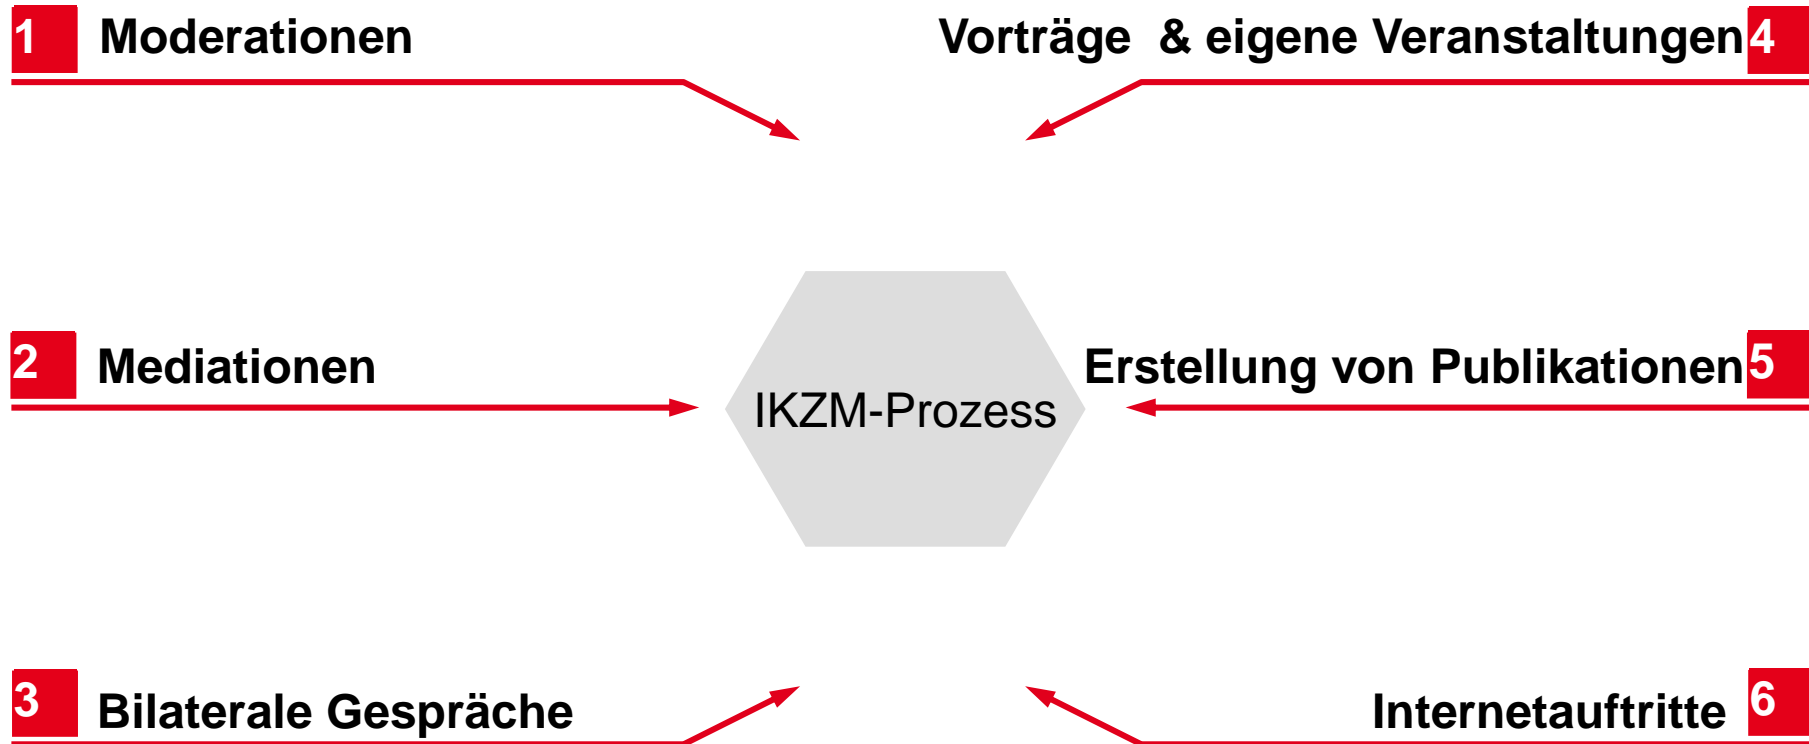 1 Moderationen
Vorträge & eigene Veranstaltungen 4
2 Mediationen
Erstellung von Publikationen 5
IKZM-Prozess
3 Bilaterale Gespräche
Internetauftritte 6